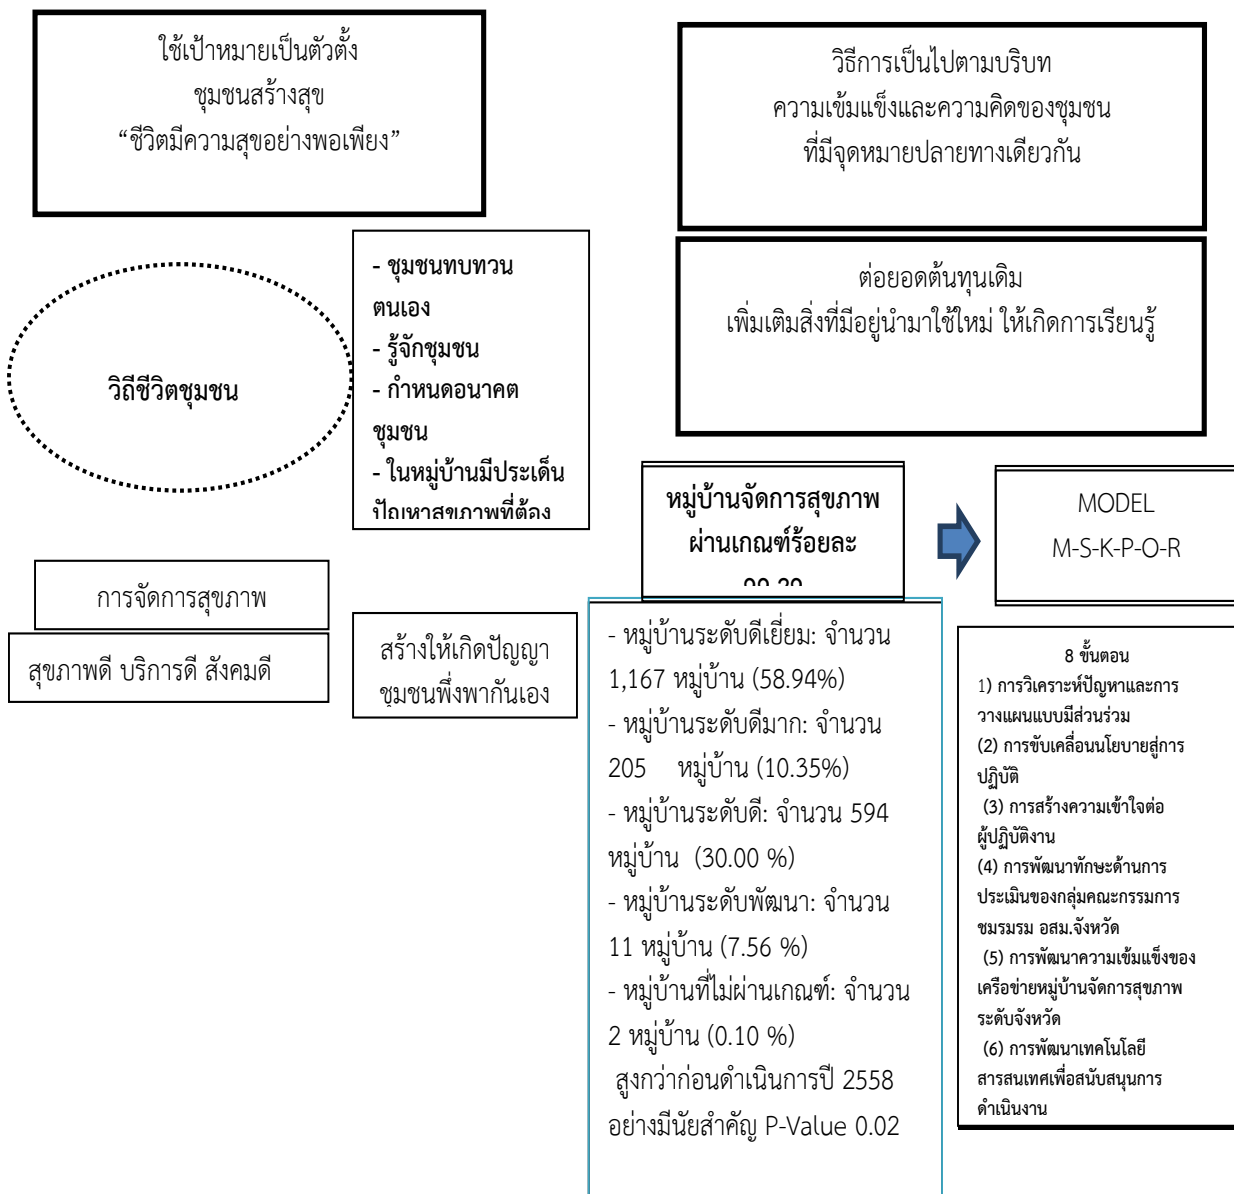 ใช้เป้าหมายเป็นตัวตั้ง
ชุมชนสร้างสุข
“ชีวิตมีความสุขอย่างพอเพียง”
วิธีการเป็นไปตามบริบท
ความเข้มแข็งและความคิดของชุมชน
ที่มีจุดหมายปลายทางเดียวกัน
ต่อยอดต้นทุนเดิม
เพิ่มเติมสิ่งที่มีอยู่นำมาใช้ใหม่ ให้เกิดการเรียนรู้
วิถีชีวิตชุมชน
- ชุมชนทบทวน
ตนเอง
- รู้จักชุมชน
- กำหนดอนาคต
ชุมชน
- ในหมู่บ้านมีประเด็น
ปัญหาสุขภาพที่ต้อง
การจัดการสุขภาพ
สุขภาพดี บริการดี สังคมดี
สร้างให้เกิดปัญญา
ชุมชนพึ่งพากันเอง
หมู่บ้านจัดการสุขภาพ
ผ่านเกณฑ์ร้อยละ
MODEL
M-S-K-P-O-R
- หมู่บ้านระดับดีเยี่ยม: จำนวน
1,167 หมู่บ้าน (58.94%)
- หมู่บ้านระดับดีมาก: จำนวน
205 หมู่บ้าน (10.35%)
- หมู่บ้านระดับดี: จำนวน 594
หมู่บ้าน (30.00 %)
- หมู่บ้านระดับพัฒนา: จำนวน
11 หมู่บ้าน (7.56 %)
- หมู่บ้านที่ไม่ผ่านเกณฑ์: จำนวน
2 หมู่บ้าน (0.10 %)
สูงกว่าก่อนดำเนินการปี 2558
อย่างมีนัยสำคัญ P-Value 0.02
8 ขั้นตอน
1) การวิเคราะห์ปัญหาและการ
วางแผนแบบมีส่วนร่วม
(2) การขับเคลื่อนนโยบายสู่การ
ปฏิบัติ
(3) การสร้างความเข้าใจต่อ
ผู้ปฏิบัติงาน
(4) การพัฒนาทักษะด้านการ
ประเมินของกลุ่มคณะกรรมการ
ชมรมรม อสม.จังหวัด
(5) การพัฒนาความเข้มแข็งของ
เครือข่ายหมู่บ้านจัดการสุขภาพ
ระดับจังหวัด
(6) การพัฒนาเทคโนโลยี
สารสนเทศเพื่อสนับสนุนการ
ดำเนินงาน